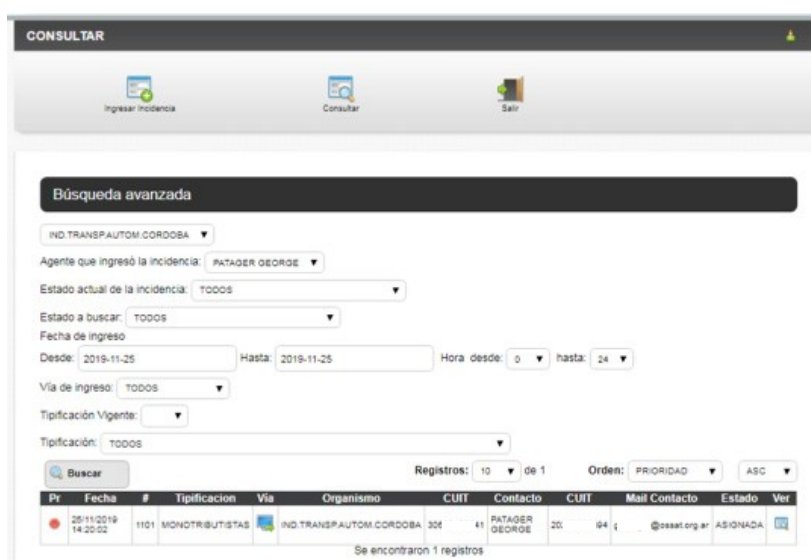 CONSULTAR
Ingresar Incidencia Consultar Salir
Búsqueda avanzada
IND.TRANSP.AUTOM.CORDOBA
Agente que ingresó la incidencia: PATAGER GEORGE
Estado actual de la incidencia: TODOS
Estado a buscar: TODOS
Fecha de ingreso
Desde: 2019-11-25 Hasta: 2019-11-25 Hora desde: 0 hasta: 24
Vía de ingreso: TODOS
Tipificación Vigente:
Tipificación: TODOS
Buscar Registros: 10 de 1 Orden: PRIORIDAD ASC
Pr Fecha # Tipificacion Vía Organismo CUIT Contacto CUIT Mail Contacto Estado Ver
25/11/2019 14:20:02 1101 MONOTRIBUTISTAS IND.TRANSP.AUTOM.CORDOBA 41 PATAGER GEORGE 94 @ossat.org.ar ASIGNADA
Se encontraron 1 registros